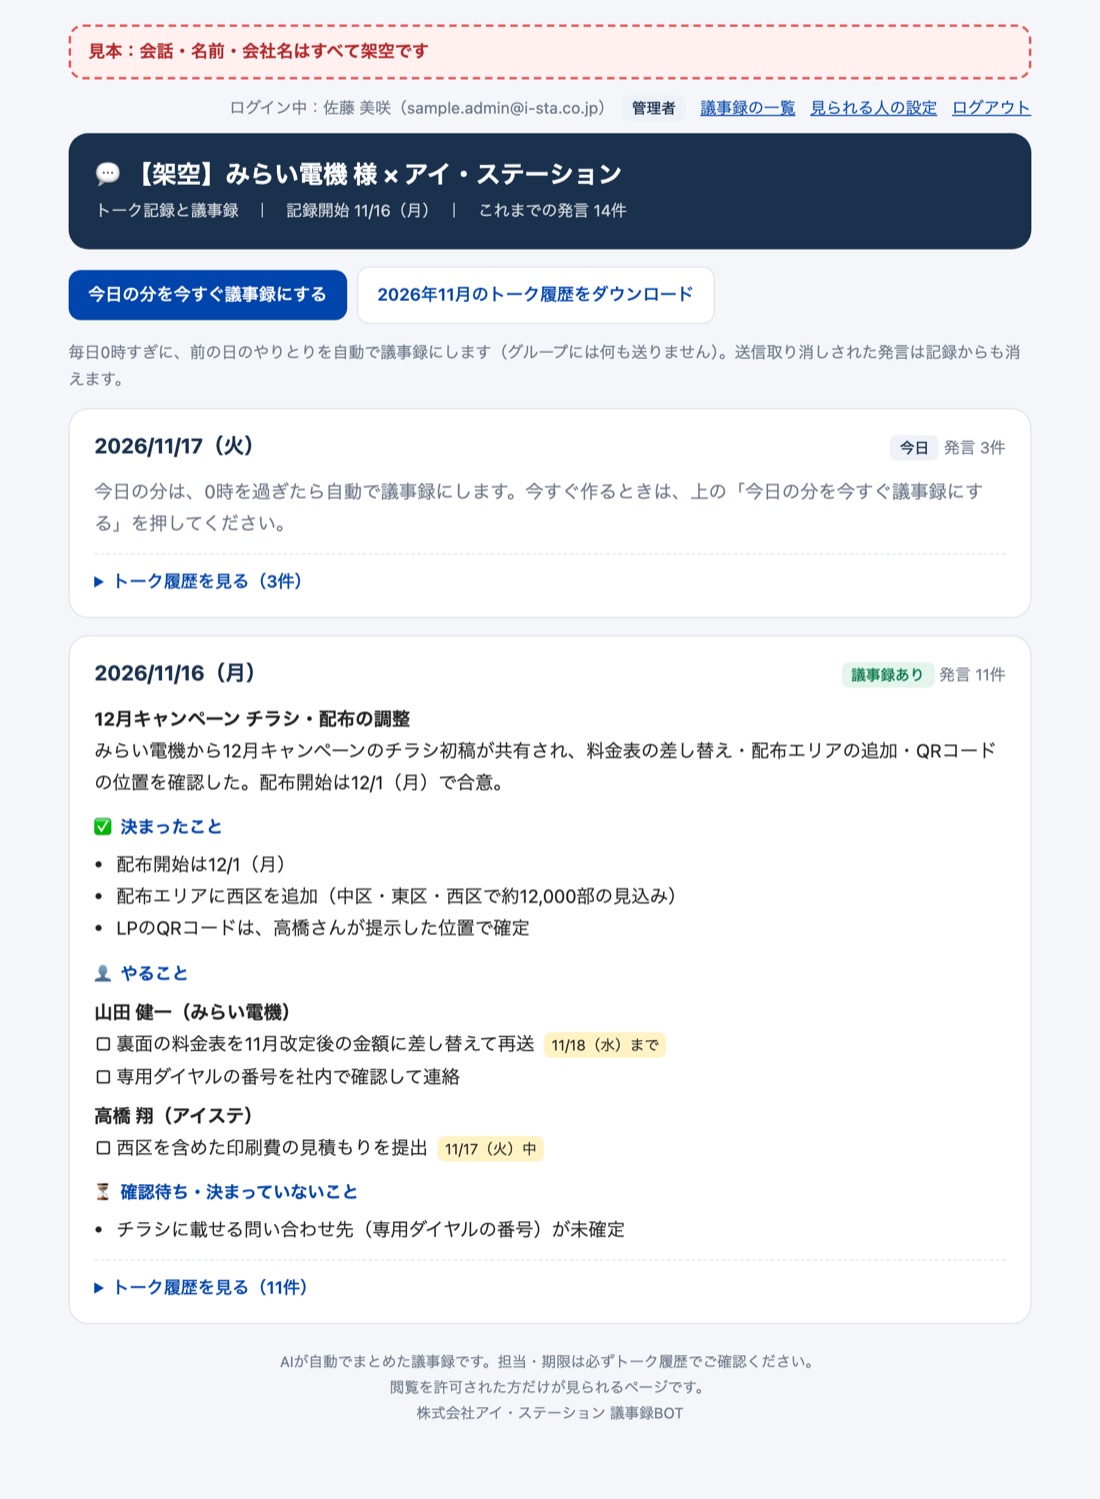 見本：会話・名前・会社名はすべて架空です
ログイン中：佐藤 美咲（sample.admin@i-sta.co.jp） 管理者 議事録の一覧 見られる人の設定 ログアウト
💬 【架空】みらい電機 様 × アイ・ステーション
トーク記録と議事録 ｜ 記録開始 11/16（月） ｜ これまでの発言 14件
今日の分を今すぐ議事録にする 2026年11月のトーク履歴をダウンロード
毎日0時すぎに、前の日のやりとりを自動で議事録にします（グループには何も送りません）。送信取り消しされた発言は記録からも消
えます。
2026/11/17（火） 今日 発言 3件
今日の分は、0時を過ぎたら自動で議事録にします。今すぐ作るときは、上の「今日の分を今すぐ議事録にす
る」を押してください。
▶ トーク履歴を見る（3件）
2026/11/16（月） 議事録あり 発言 11件
12月キャンペーン チラシ・配布の調整
みらい電機から12月キャンペーンのチラシ初稿が共有され、料金表の差し替え・配布エリアの追加・QRコード
の位置を確認した。配布開始は12/1（月）で合意。
✅ 決まったこと
• 配布開始は12/1（月）
• 配布エリアに西区を追加（中区・東区・西区で約12,000部の見込み）
• LPのQRコードは、高橋さんが提示した位置で確定
👤 やること
山田 健一（みらい電機）
☐ 裏面の料金表を11月改定後の金額に差し替えて再送 11/18（水）まで
☐ 専用ダイヤルの番号を社内で確認して連絡
高橋 翔（アイステ）
☐ 西区を含めた印刷費の見積もりを提出 11/17（火）中
⏳ 確認待ち・決まっていないこと
• チラシに載せる問い合わせ先（専用ダイヤルの番号）が未確定
▶ トーク履歴を見る（11件）
AIが自動でまとめた議事録です。担当・期限は必ずトーク履歴でご確認ください。
閲覧を許可された方だけが見られるページです。
株式会社アイ・ステーション 議事録BOT